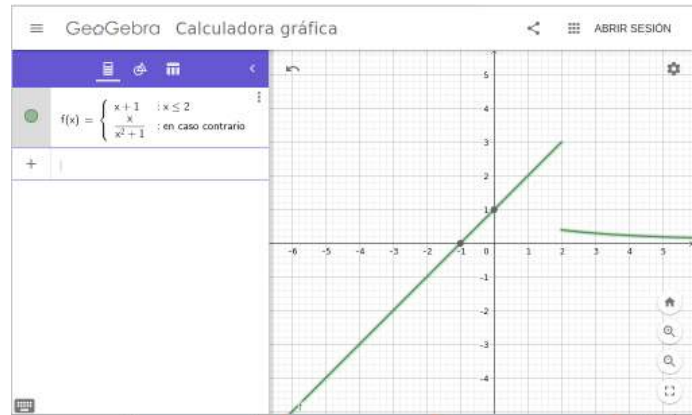 GeoGebra Calculadora gráfica
ABRIR SESIÓN
f(x) = { x + 1 : x ≤ 2
x / x² + 1 : en caso contrario
+
5
4
3
2
1
-6 -5 -4 -3 -2 -1 0 1 2 3 4 5
-1
-2
-3
-4
f